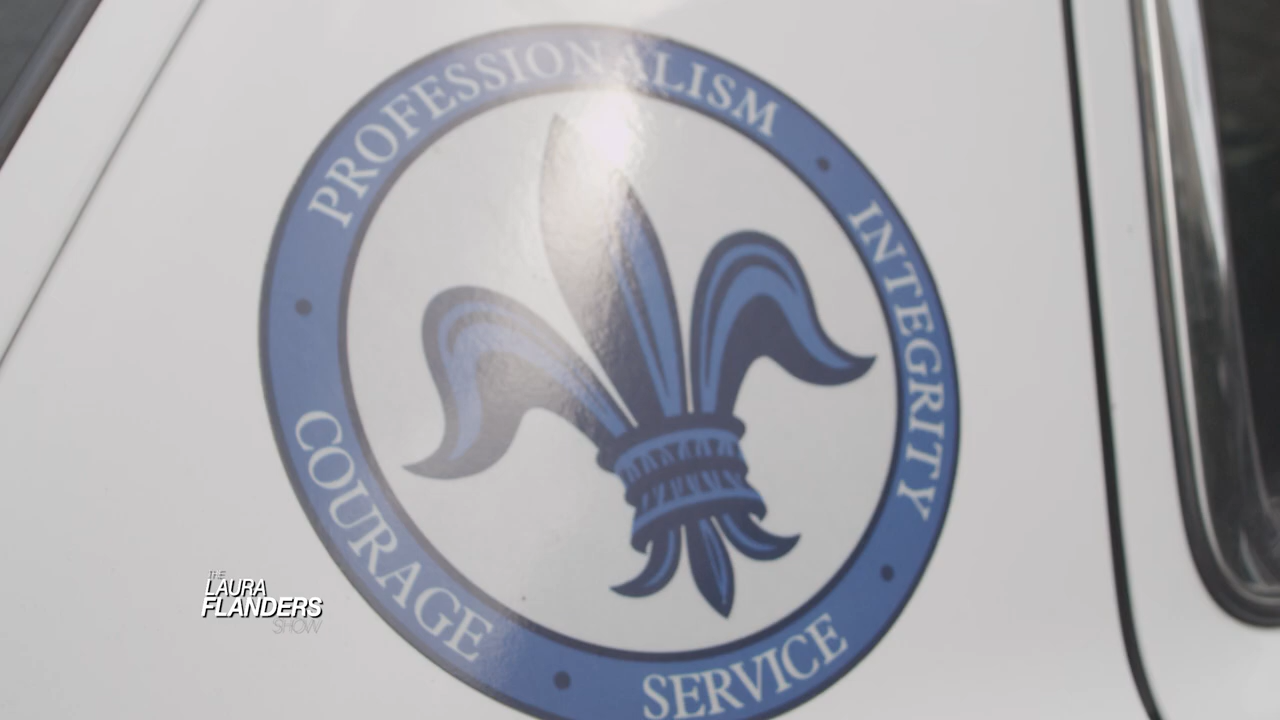 PROFESSIONALISM
INTEGRITY
COURAGE
SERVICE
THE
LAURA
FLANDERS
SHOW